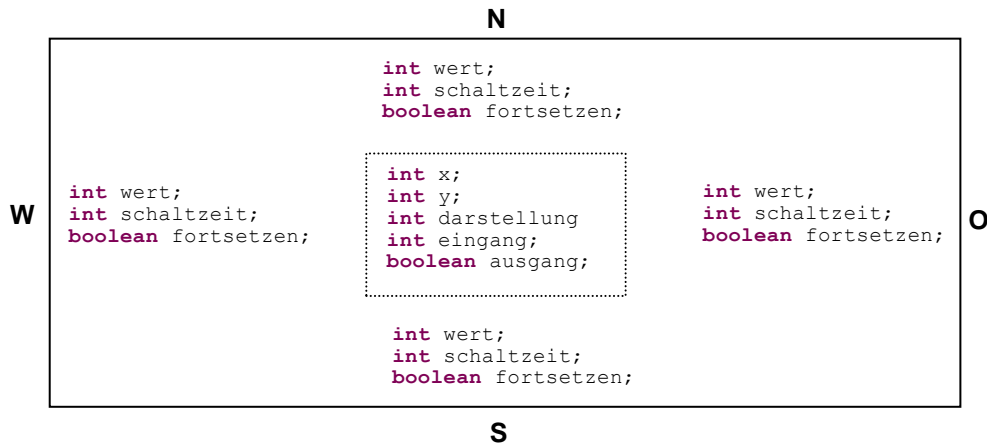 N
int wert;
int schaltzeit;
boolean fortsetzen;
W
int wert;
int schaltzeit;
boolean fortsetzen;
int x;
int y;
int darstellung
int eingang;
boolean ausgang;
int wert;
int schaltzeit;
boolean fortsetzen;
O
int wert;
int schaltzeit;
boolean fortsetzen;
S